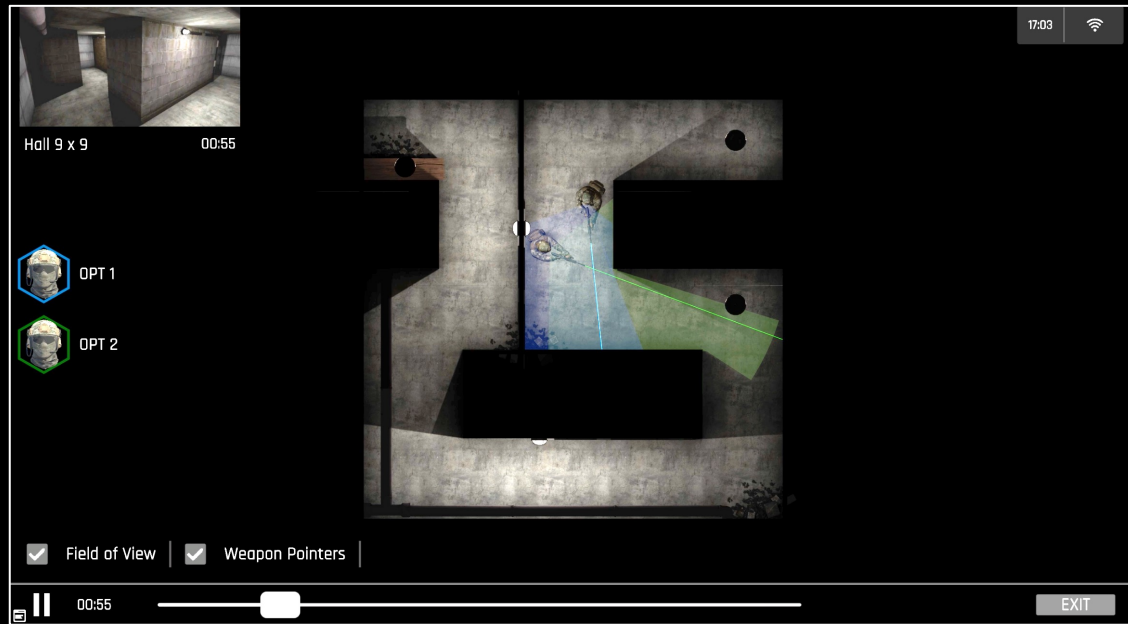 17:03
Hall 9 x 9 00:55
OPT 1
OPT 2
Field of View Weapon Pointers
00:55 EXIT